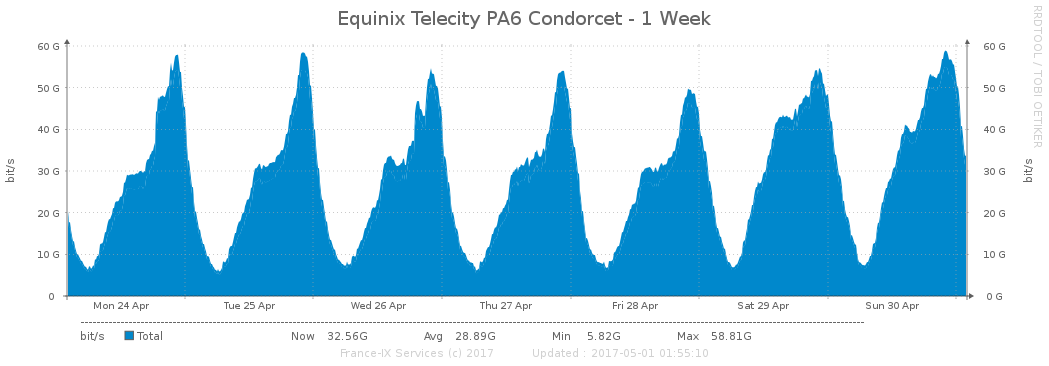 Equinix Telecity PA6 Condorcet - 1 Week
RRDTOOL / TOBI OETIKER
60 G 60 G
50 G 50 G
40 G 40 G
30 G 30 G
20 G 20 G
10 G 10 G
0 0 G
bit/s
bit/s
Mon 24 Apr Tue 25 Apr Wed 26 Apr Thu 27 Apr Fri 28 Apr Sat 29 Apr Sun 30 Apr
bit/s Total Now 32.56G Avg 28.89G Min 5.82G Max 58.81G
France-IX Services (c) 2017 Updated : 2017-05-01 01:55:10